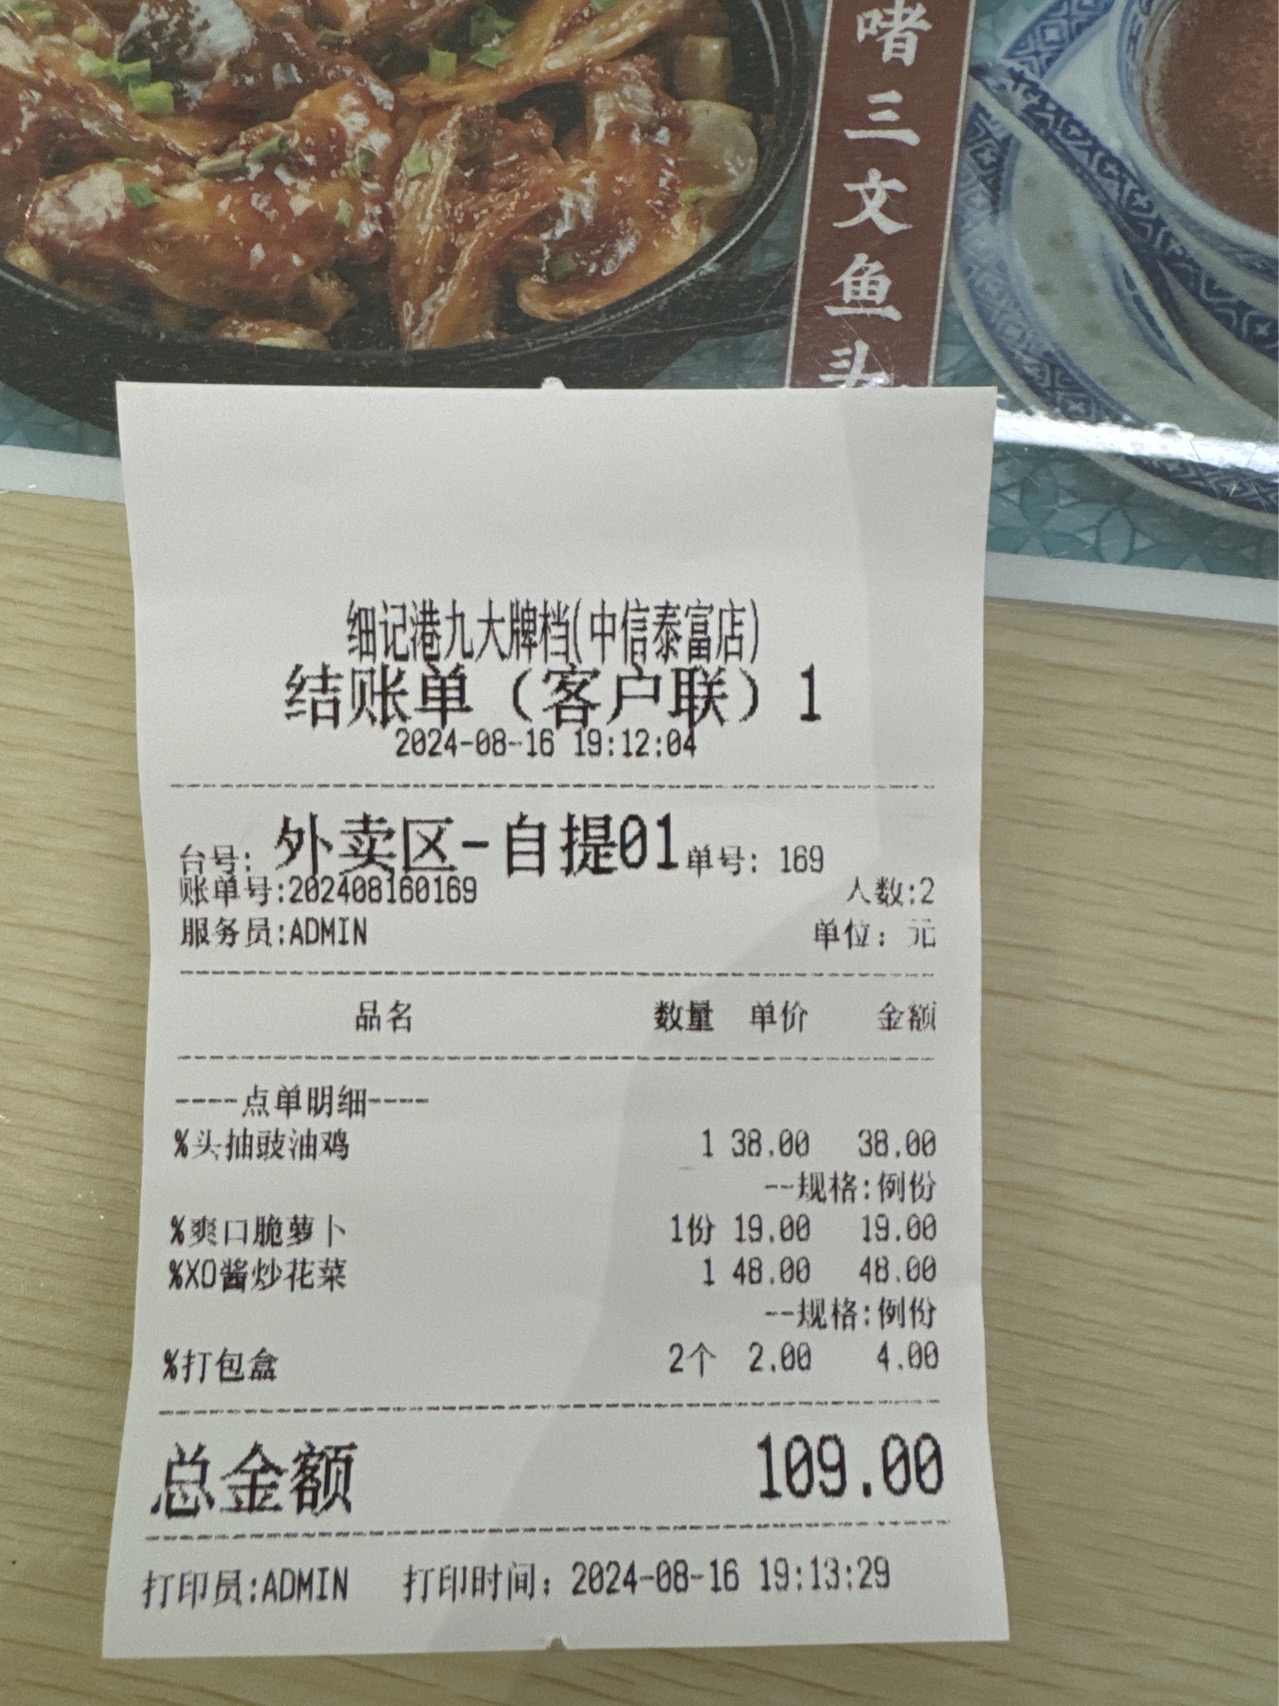 啫三文鱼头
细记港九大牌档(中信泰富店)
结账单（客户联）1
2024-08-16 19:12:04
台号: 外卖区-自提01 单号: 169
账单号:202408160169 人数:2
服务员:ADMIN 单位: 元
品名 数量 单价 金额
----点单明细----
%头抽豉油鸡 1 38.00 38.00
--规格:例份
%爽口脆萝卜 1份 19.00 19.00
%XO酱炒花菜 1 48.00 48.00
--规格:例份
%打包盒 2个 2.00 4.00
总金额 109.00
打印员:ADMIN 打印时间: 2024-08-16 19:13:29